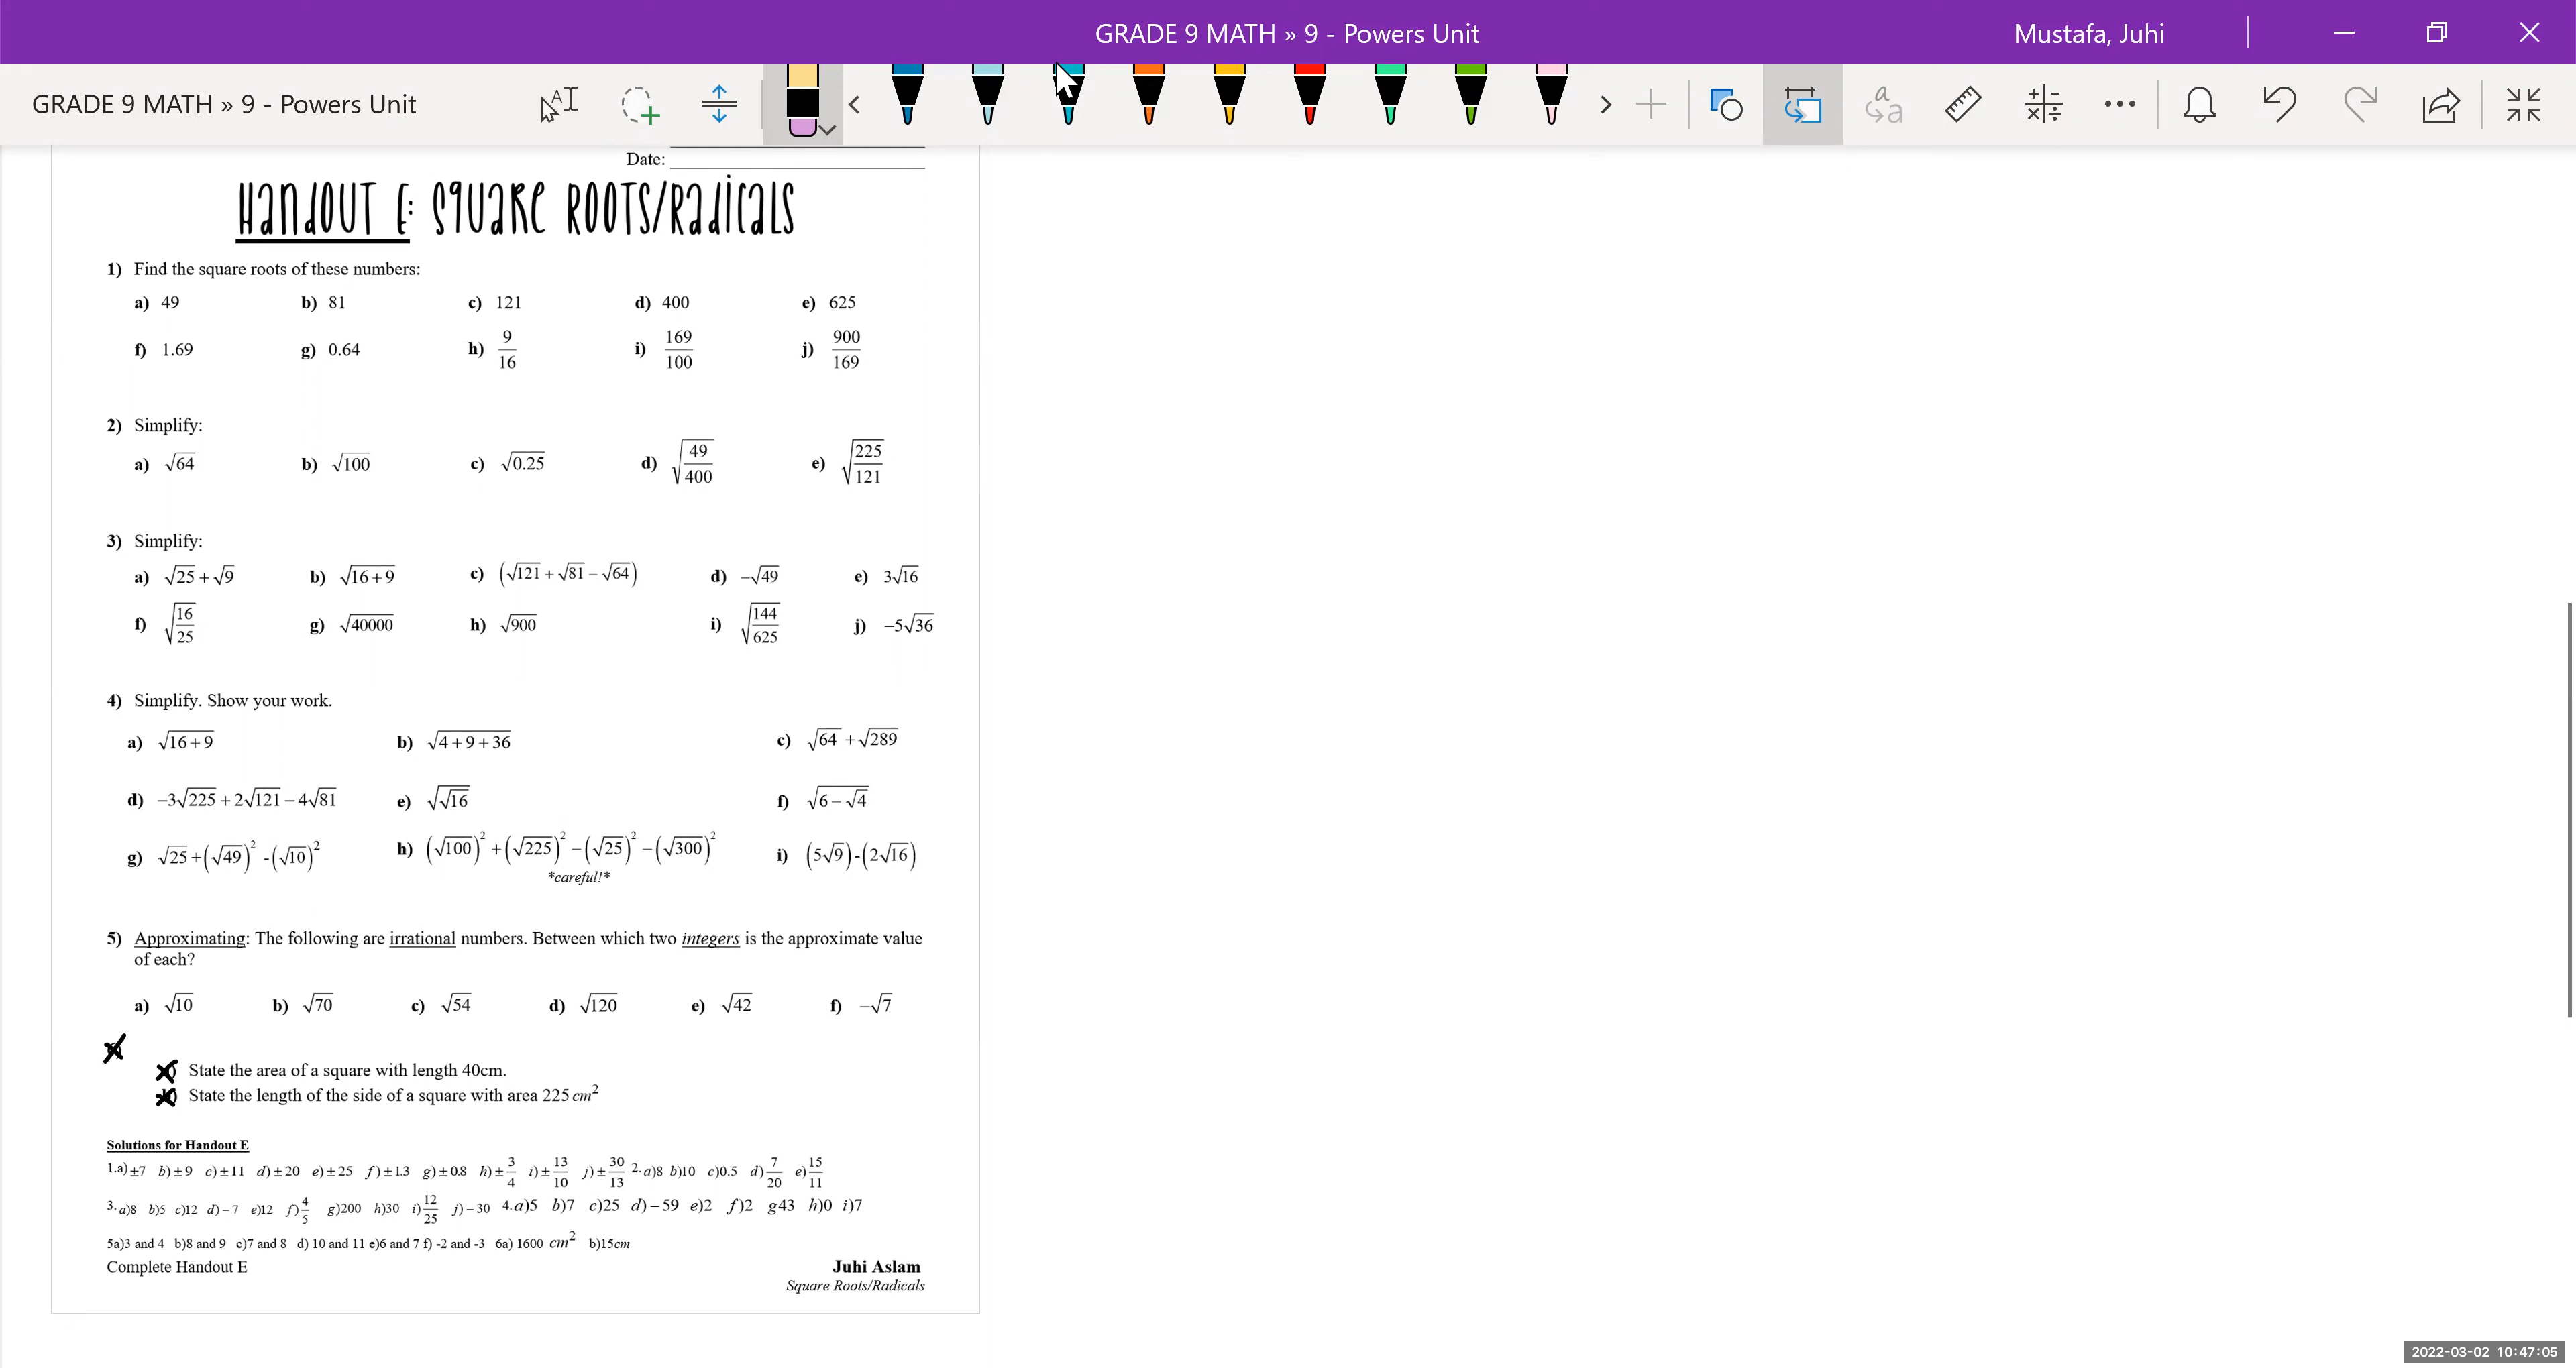 GRADE 9 MATH » 9 - Powers Unit
Mustafa, Juhi
GRADE 9 MATH » 9 - Powers Unit
Date:
Handout E: Square Roots/Radicals
1) Find the square roots of these numbers:
a) 49 b) 81 c) 121 d) 400 e) 625
f) 1.69 g) 0.64 h) 9/16 i) 169/100 j) 900/169
2) Simplify:
a) √64 b) √100 c) √0.25 d) √(49/400) e) √(225/121)
3) Simplify:
a) √25 + √9 b) √(16+9) c) (√121 + √81 − √64) d) −√49 e) 3√16
f) √(16/25) g) √40000 h) √900 i) √(144/625) j) −5√36
4) Simplify. Show your work.
a) √(16+9) b) √(4+9+36) c) √64 + √289
d) −3√225 + 2√121 − 4√81 e) √√16 f) √(6−√4)
g) √25 + (√49)² - (√10)² h) (√100)² + (√225)² − (√25)² − (√300)² i) (5√9) - (2√16)
*careful!*
5) Approximating: The following are irrational numbers. Between which two integers is the approximate value
of each?
a) √10 b) √70 c) √54 d) √120 e) √42 f) −√7
State the area of a square with length 40cm.
State the length of the side of a square with area 225 cm²
Solutions for Handout E
1.a) ±7 b) ±9 c) ±11 d) ±20 e) ±25 f) ±1.3 g) ±0.8 h) ±3/4 i) ±13/10 j) ±30/13 2. a)8 b)10 c)0.5 d) 7/20 e) 15/11
3. a)8 b)5 c)12 d) −7 e)12 f) 4/5 g)200 h)30 i) 12/25 j) −30 4. a)5 b)7 c)25 d) −59 e)2 f)2 g43 h)0 i)7
5a)3 and 4 b)8 and 9 c)7 and 8 d) 10 and 11 e)6 and 7 f) -2 and -3 6a) 1600 cm² b)15cm
Complete Handout E
Juhi Aslam
Square Roots/Radicals
2022-03-02 10:47:05